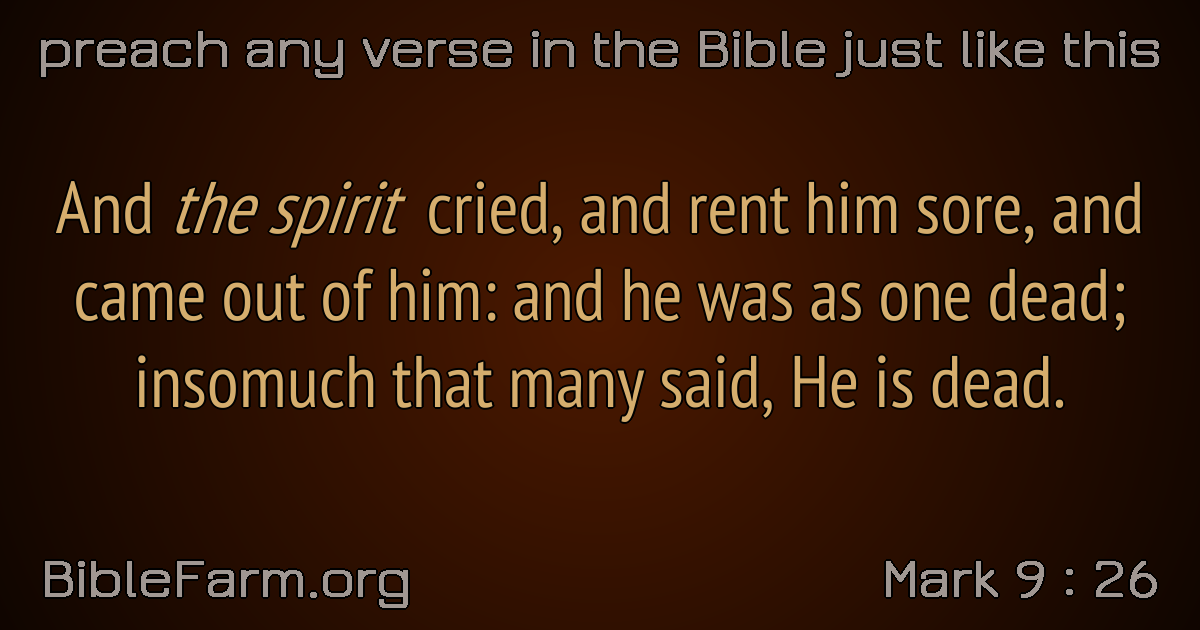 preach any verse in the Bible just like this
And the spirit cried, and rent him sore, and
came out of him: and he was as one dead;
insomuch that many said, He is dead.
BibleFarm.org
Mark 9 : 26